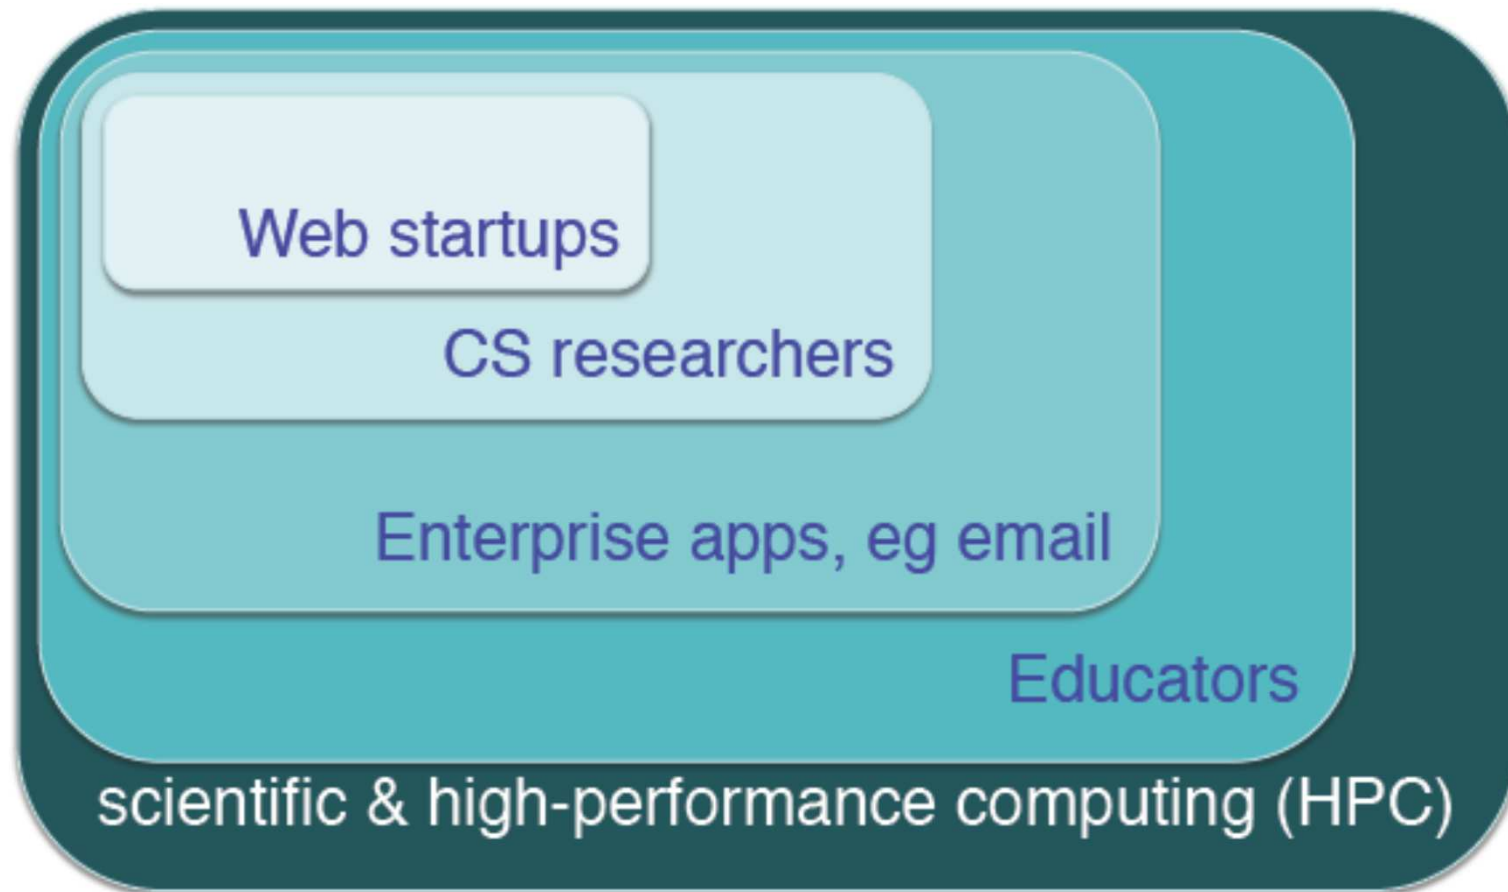 Web startups
CS researchers
Enterprise apps, eg email
Educators
scientific & high-performance computing (HPC)